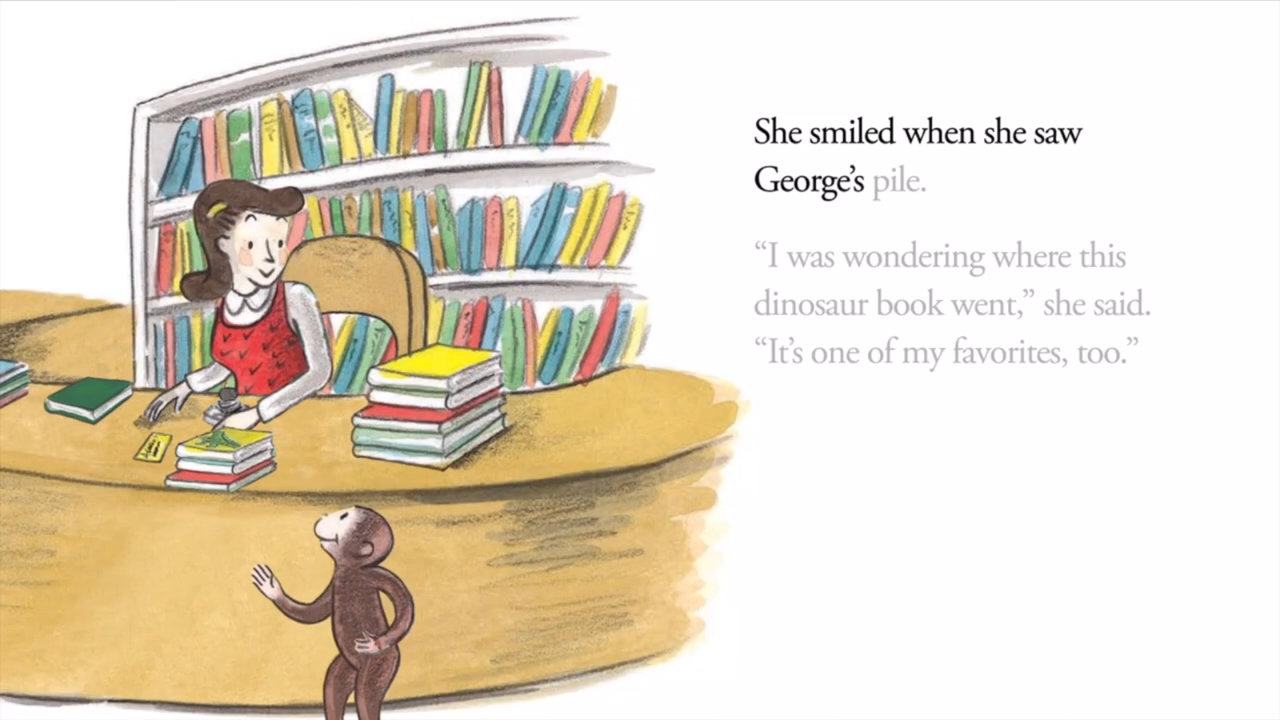 She smiled when she saw
George’s pile.
“I was wondering where this
dinosaur book went,” she said.
“It’s one of my favorites, too.”